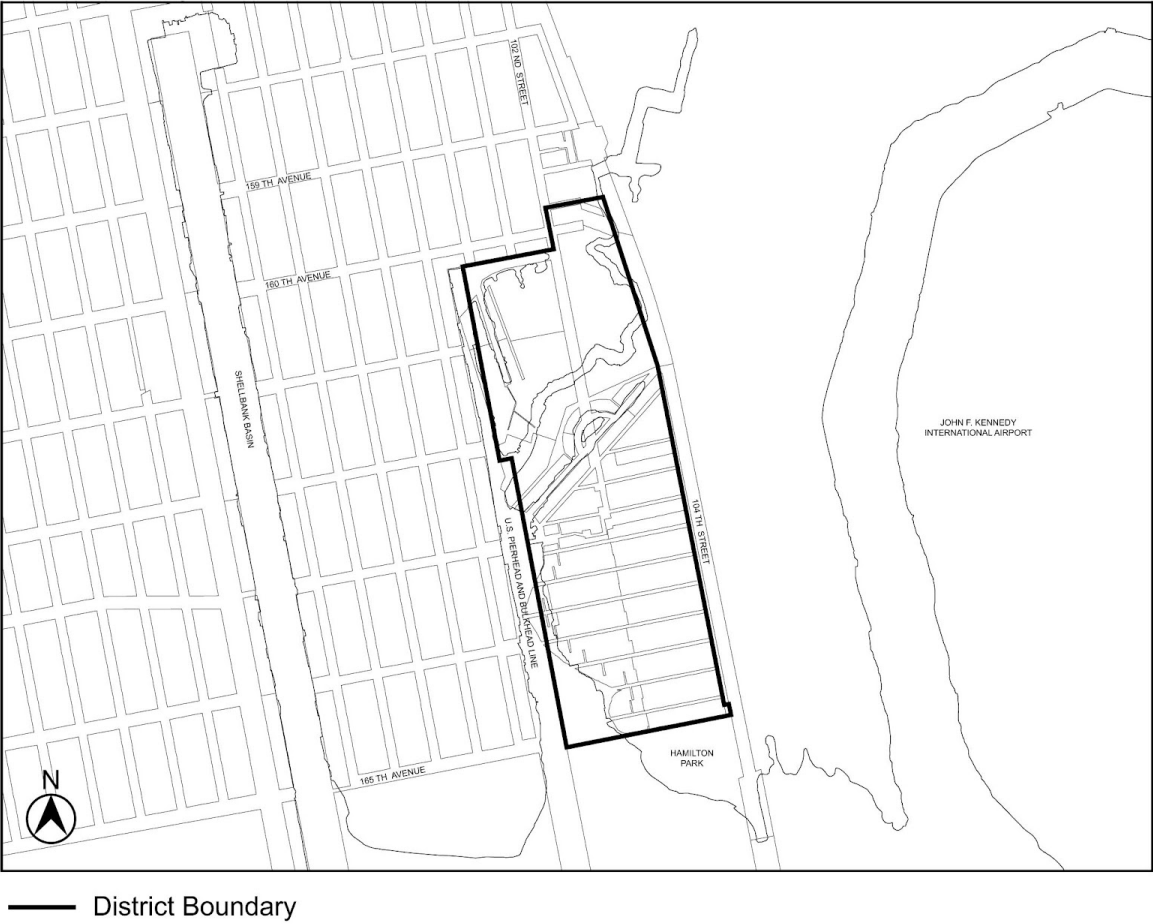 102 ND STREET
159 TH AVENUE
160 TH AVENUE
SHELLBANK BASIN
JOHN F. KENNEDY
INTERNATIONAL AIRPORT
104 TH STREET
U.S. PIERHEAD AND BULKHEAD LINE
HAMILTON
PARK
165 TH AVENUE
N
District Boundary